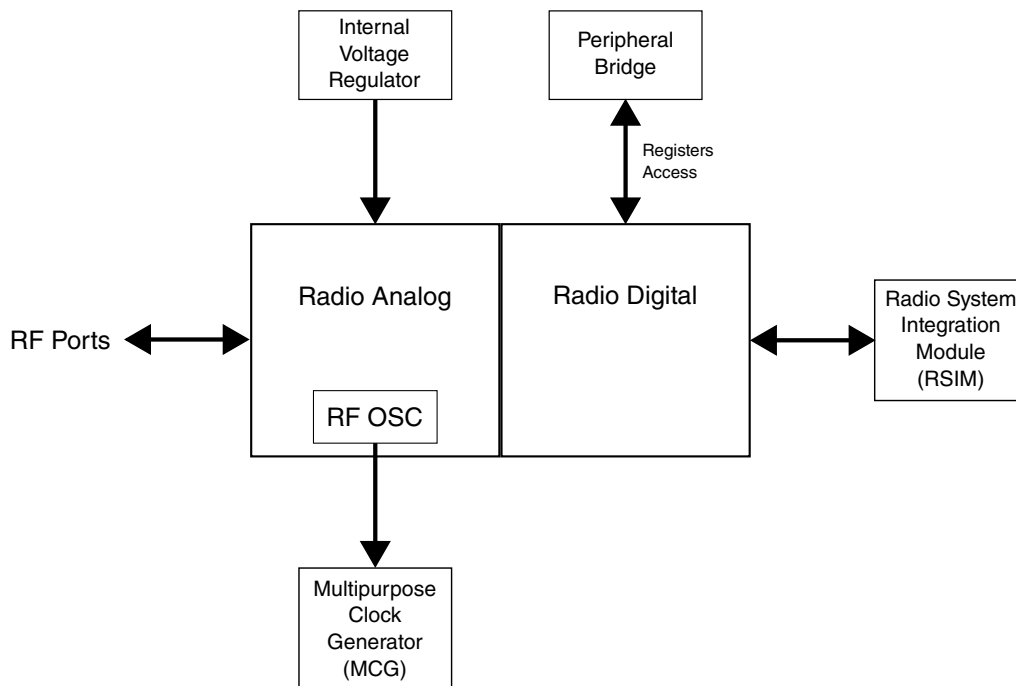 Internal
Voltage
Regulator
Peripheral
Bridge
Registers
Access
Radio Analog
Radio Digital
RF Ports
Radio System
Integration
Module
(RSIM)
RF OSC
Multipurpose
Clock
Generator
(MCG)